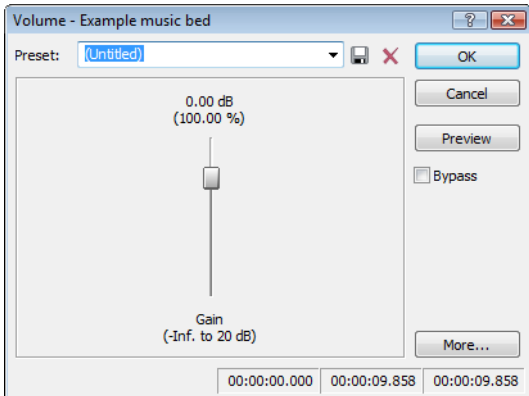 Volume - Example music bed
Preset: (Untitled)
OK
0.00 dB
(100.00 %)
Cancel
Preview
Bypass
Gain
(-Inf. to 20 dB)
More...
00:00:00.000 00:00:09.858 00:00:09.858